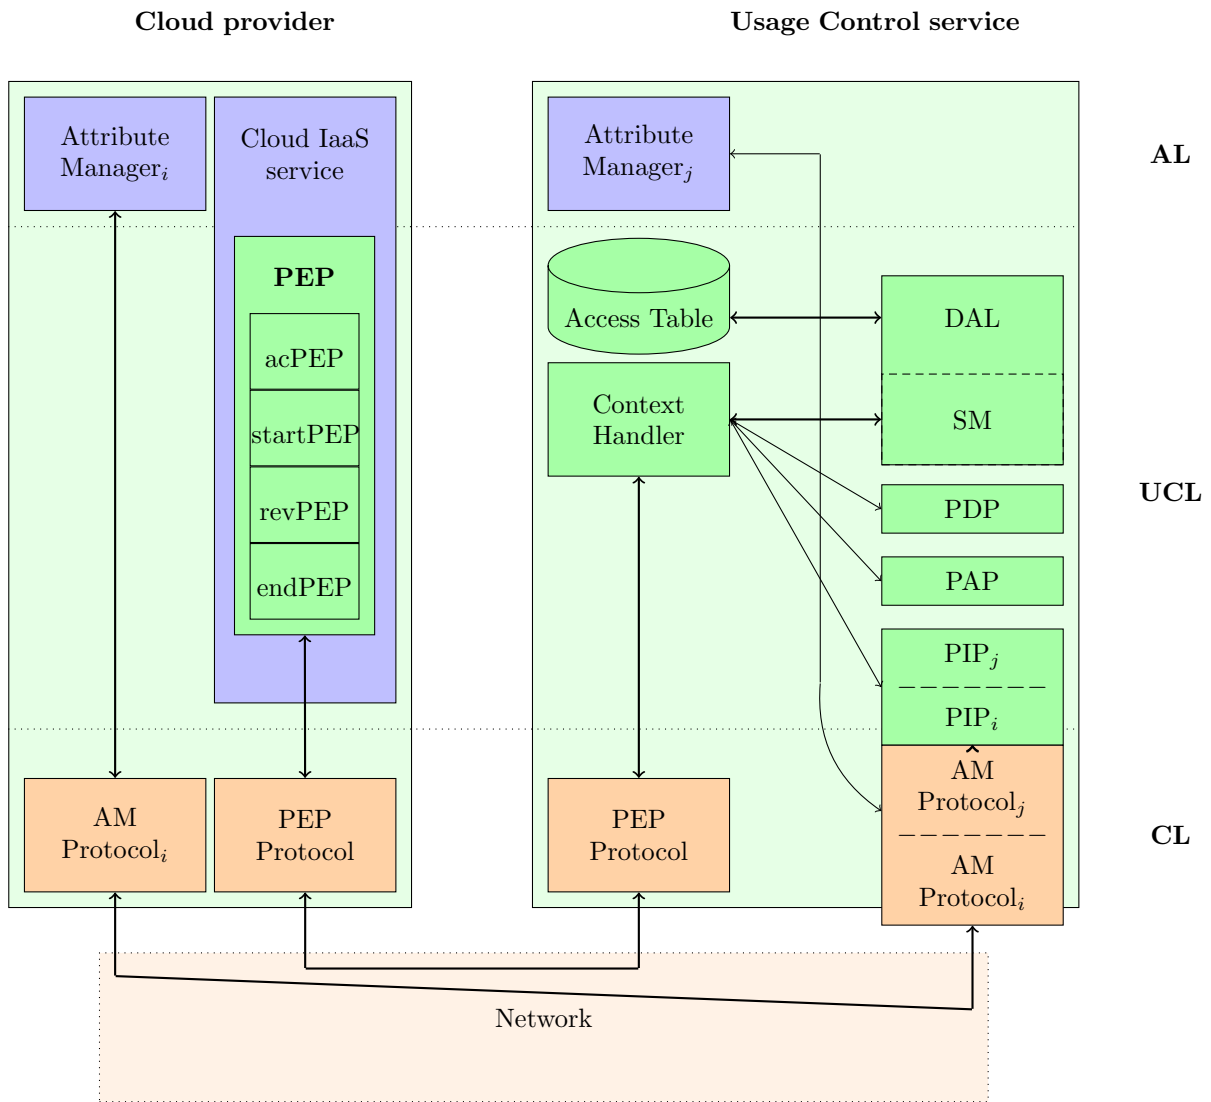 Cloud provider
Usage Control service
Attribute
Manager_i
Cloud IaaS
service
PEP
acPEP
startPEP
revPEP
endPEP
AM
Protocol_i
PEP
Protocol
Attribute
Manager_j
Access Table
Context
Handler
DAL
SM
PDP
PAP
PIP_j
PIP_i
PEP
Protocol
AM
Protocol_j
AM
Protocol_i
AL
UCL
CL
Network